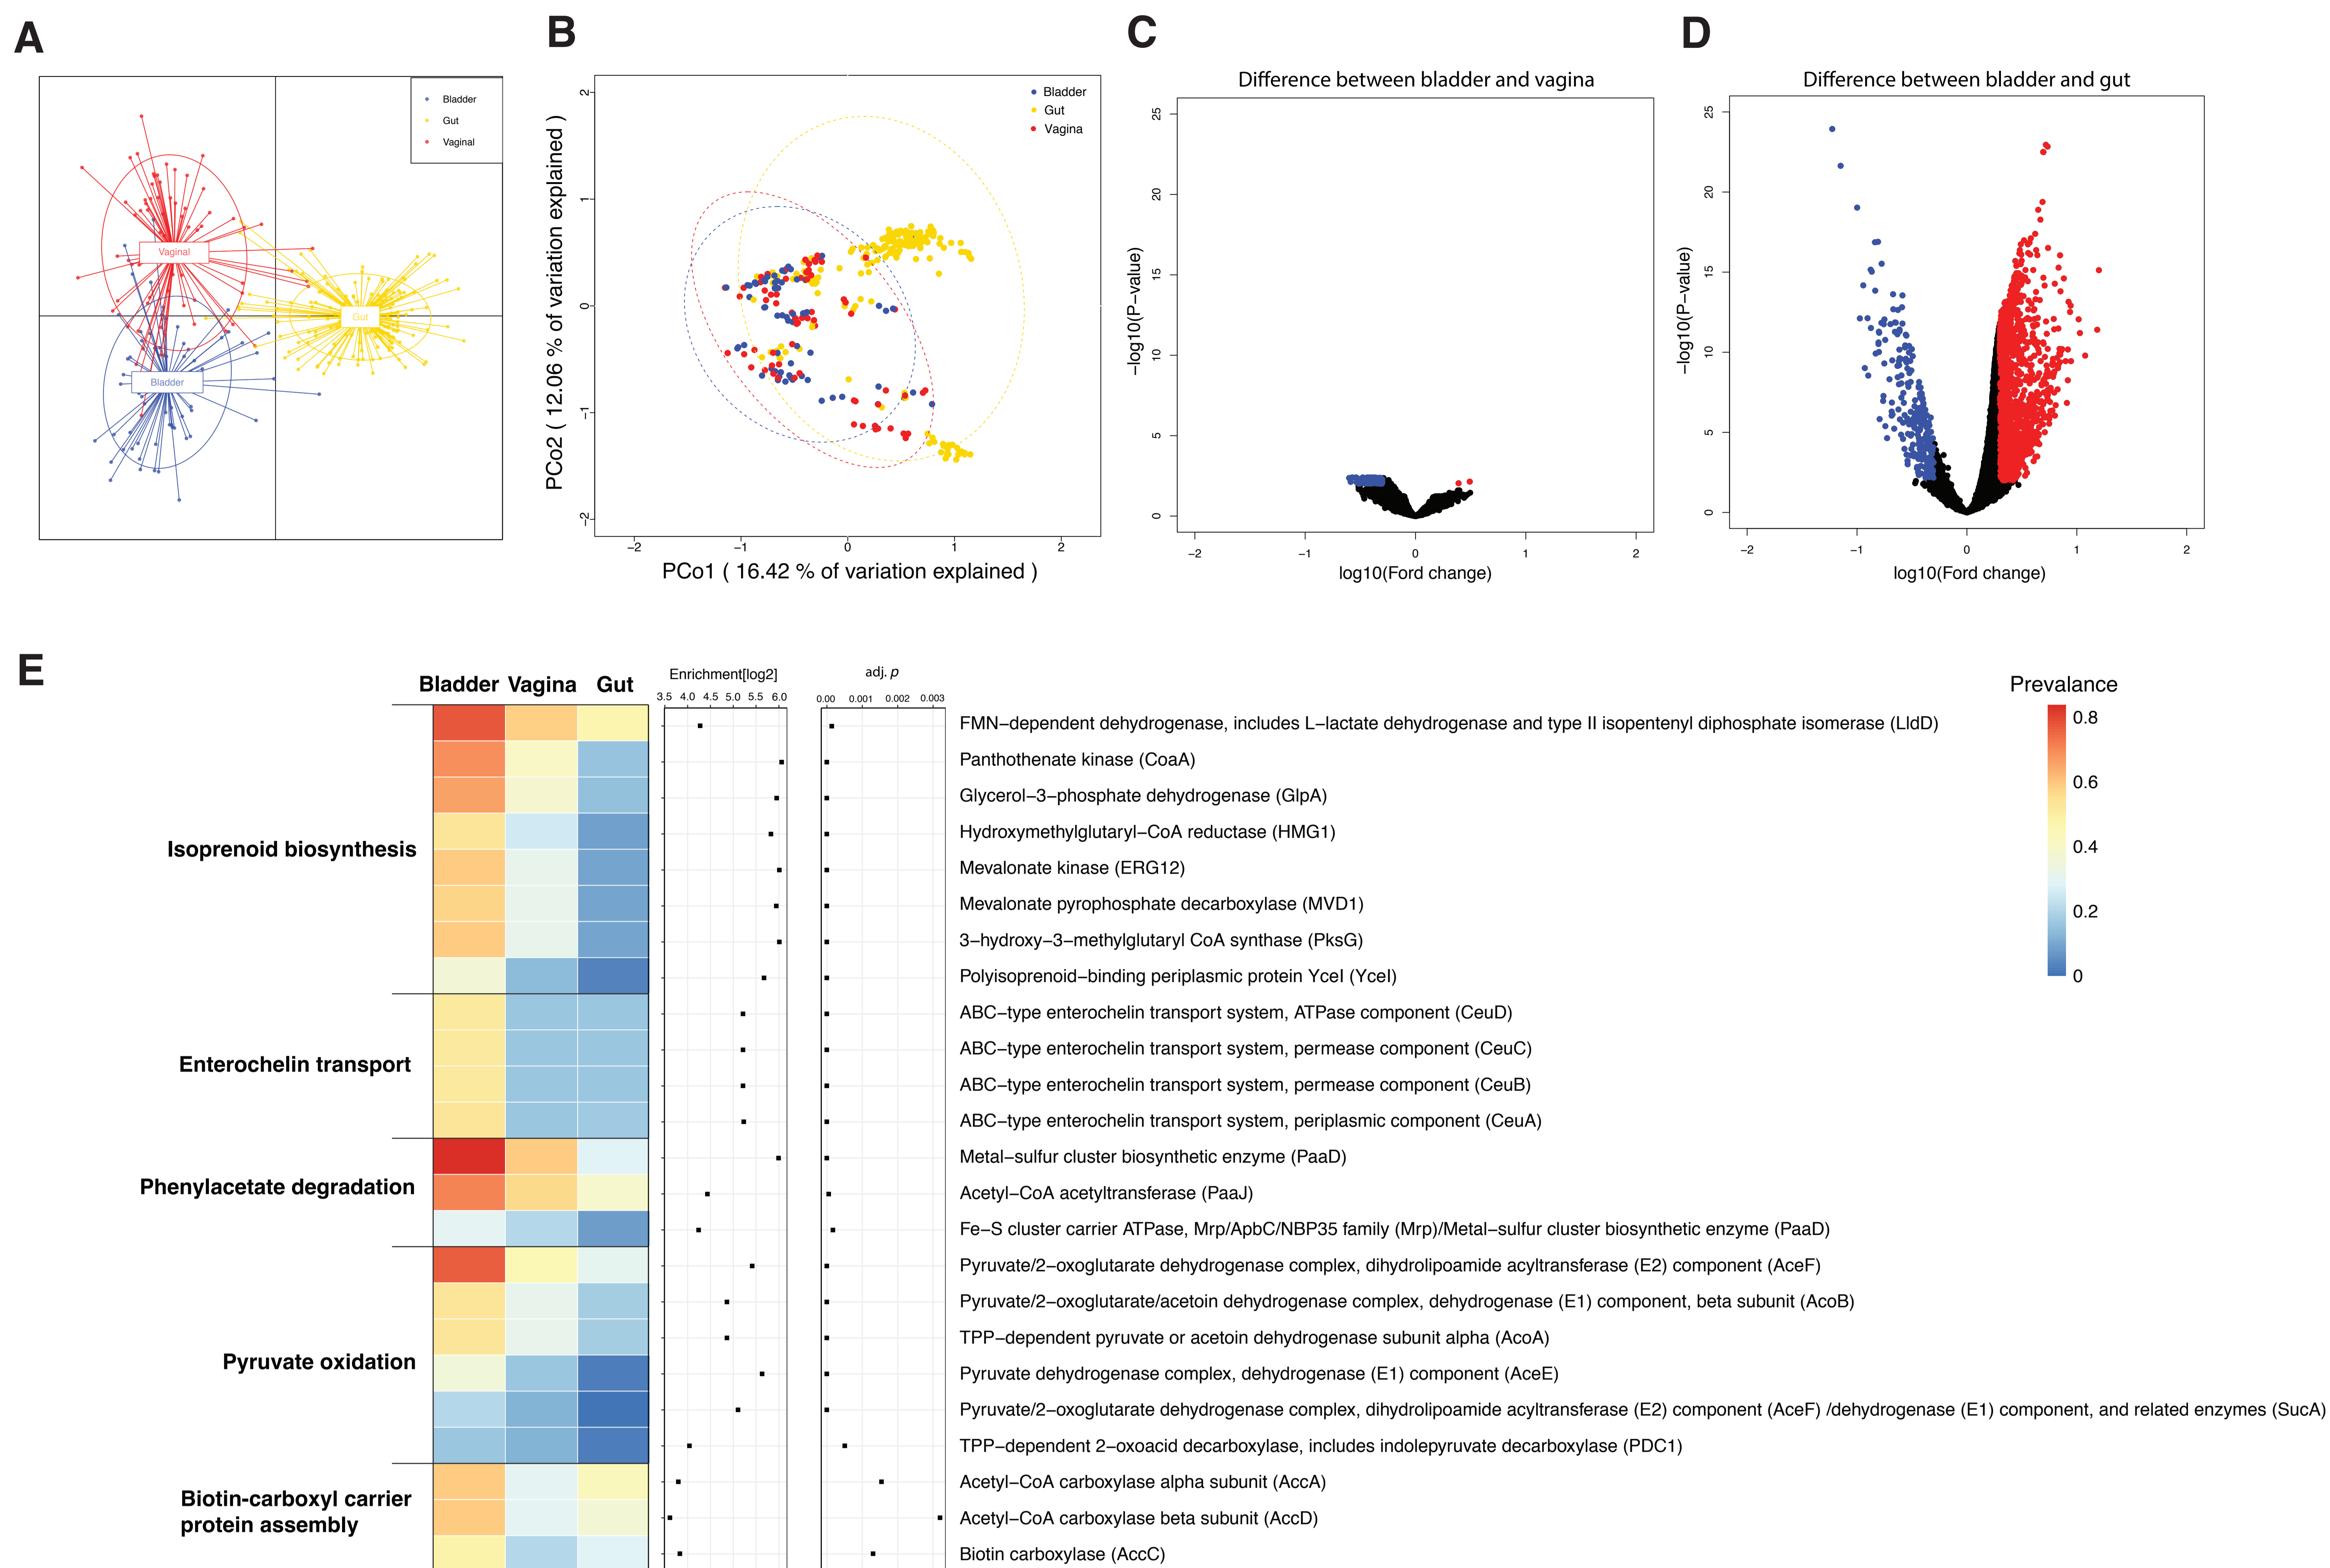 A
Bladder
Gut
Vaginal
Vaginal
Gut
Bladder
B
Bladder
Gut
Vagina
PCo2 ( 12.06 % of variation explained )
2
1
0
−1
−2
−2 −1 0 1 2
PCo1 ( 16.42 % of variation explained )
C
Difference between bladder and vagina
−log10(P−value)
25
20
15
10
5
0
−2 −1 0 1 2
log10(Ford change)
D
Difference between bladder and gut
−log10(P−value)
25
20
15
10
5
0
−2 −1 0 1 2
log10(Ford change)
E
Bladder Vagina Gut
Enrichment[log2]
3.5 4.0 4.5 5.0 5.5 6.0
adj. p
0.00 0.001 0.002 0.003
Isoprenoid biosynthesis
FMN−dependent dehydrogenase, includes L−lactate dehydrogenase and type II isopentenyl diphosphate isomerase (LldD)
Panthothenate kinase (CoaA)
Glycerol−3−phosphate dehydrogenase (GlpA)
Hydroxymethylglutaryl−CoA reductase (HMG1)
Mevalonate kinase (ERG12)
Mevalonate pyrophosphate decarboxylase (MVD1)
3−hydroxy−3−methylglutaryl CoA synthase (PksG)
Polyisoprenoid−binding periplasmic protein YceI (YceI)
Enterochelin transport
ABC−type enterochelin transport system, ATPase component (CeuD)
ABC−type enterochelin transport system, permease component (CeuC)
ABC−type enterochelin transport system, permease component (CeuB)
ABC−type enterochelin transport system, periplasmic component (CeuA)
Phenylacetate degradation
Metal−sulfur cluster biosynthetic enzyme (PaaD)
Acetyl−CoA acetyltransferase (PaaJ)
Fe−S cluster carrier ATPase, Mrp/ApbC/NBP35 family (Mrp)/Metal−sulfur cluster biosynthetic enzyme (PaaD)
Pyruvate oxidation
Pyruvate/2−oxoglutarate dehydrogenase complex, dihydrolipoamide acyltransferase (E2) component (AceF)
Pyruvate/2−oxoglutarate/acetoin dehydrogenase complex, dehydrogenase (E1) component, beta subunit (AcoB)
TPP−dependent pyruvate or acetoin dehydrogenase subunit alpha (AcoA)
Pyruvate dehydrogenase complex, dehydrogenase (E1) component (AceE)
Pyruvate/2−oxoglutarate dehydrogenase complex, dihydrolipoamide acyltransferase (E2) component (AceF) /dehydrogenase (E1) component, and related enzymes (SucA)
TPP−dependent 2−oxoacid decarboxylase, includes indolepyruvate decarboxylase (PDC1)
Biotin-carboxyl carrier
protein assembly
Acetyl−CoA carboxylase alpha subunit (AccA)
Acetyl−CoA carboxylase beta subunit (AccD)
Biotin carboxylase (AccC)
Prevalance
0.8
0.6
0.4
0.2
0